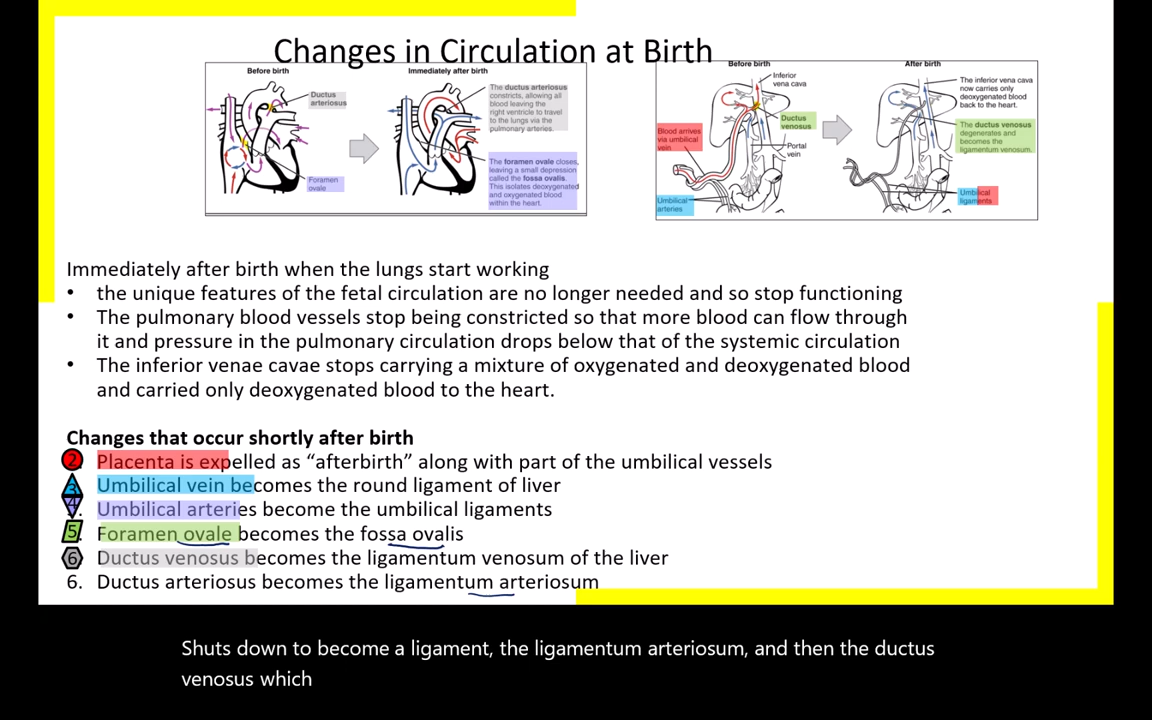 Changes in Circulation at Birth
Before birth
Immediately after birth
Ductus
arteriosus
The ductus arteriosus
constricts, allowing all
blood leaving the
right ventricle to travel
to the lungs via the
pulmonary arteries.
Foramen
ovale
The foramen ovale closes,
leaving a small depression
called the fossa ovalis.
This isolates deoxygenated
and oxygenated blood
within the heart.
Before birth
After birth
Inferior
vena cava
Ductus
venosus
Blood arrives
via umbilical
vein
Portal
vein
Umbilical
arteries
The inferior vena cava
now carries only
deoxygenated blood
back to the heart.
The ductus venosus
degenerates and
becomes the
ligamentum venosum.
Umbilical
ligaments
Immediately after birth when the lungs start working
• the unique features of the fetal circulation are no longer needed and so stop functioning
• The pulmonary blood vessels stop being constricted so that more blood can flow through
it and pressure in the pulmonary circulation drops below that of the systemic circulation
• The inferior venae cavae stops carrying a mixture of oxygenated and deoxygenated blood
and carried only deoxygenated blood to the heart.
Changes that occur shortly after birth
2 Placenta is expelled as “afterbirth” along with part of the umbilical vessels
3 Umbilical vein becomes the round ligament of liver
4 Umbilical arteries become the umbilical ligaments
5 Foramen ovale becomes the fossa ovalis
6 Ductus venosus becomes the ligamentum venosum of the liver
6. Ductus arteriosus becomes the ligamentum arteriosum
Shuts down to become a ligament, the ligamentum arteriosum, and then the ductus
venosus which